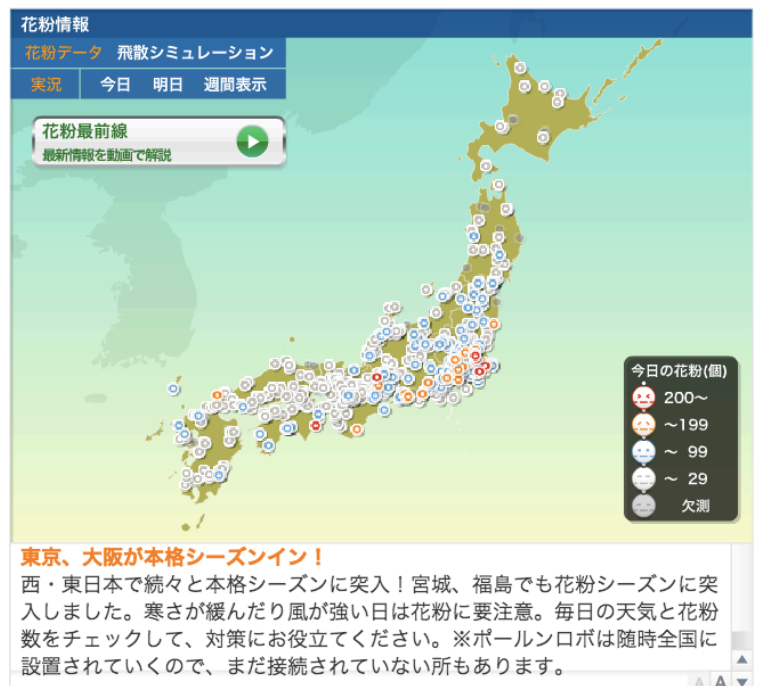 花粉情報
花粉データ 飛散シミュレーション
実況 今日 明日 週間表示
花粉最前線
最新情報を動画で解説
今日の花粉(個)
200〜
〜199
〜 99
〜 29
欠測
東京、大阪が本格シーズンイン！
西・東日本で続々と本格シーズンに突入！宮城、福島でも花粉シーズンに突
入しました。寒さが緩んだり風が強い日は花粉に要注意。毎日の天気と花粉
数をチェックして、対策にお役立てください。※ポールンロボは随時全国に
設置されていくので、まだ接続されていない所もあります。
A A